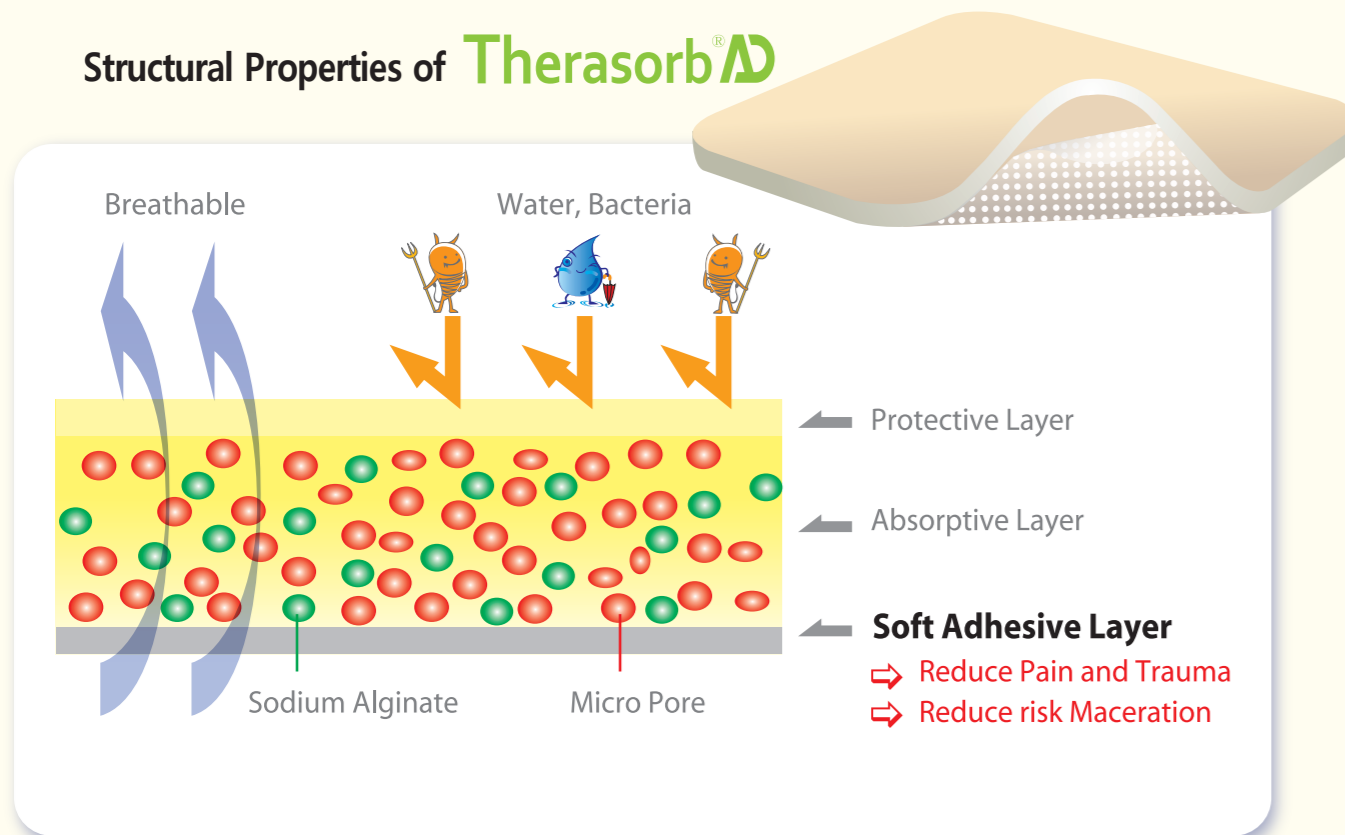 Structural Properties of Therasorb®AD
Breathable
Water, Bacteria
Protective Layer
Absorptive Layer
Soft Adhesive Layer
Reduce Pain and Trauma
Reduce risk Maceration
Sodium Alginate
Micro Pore